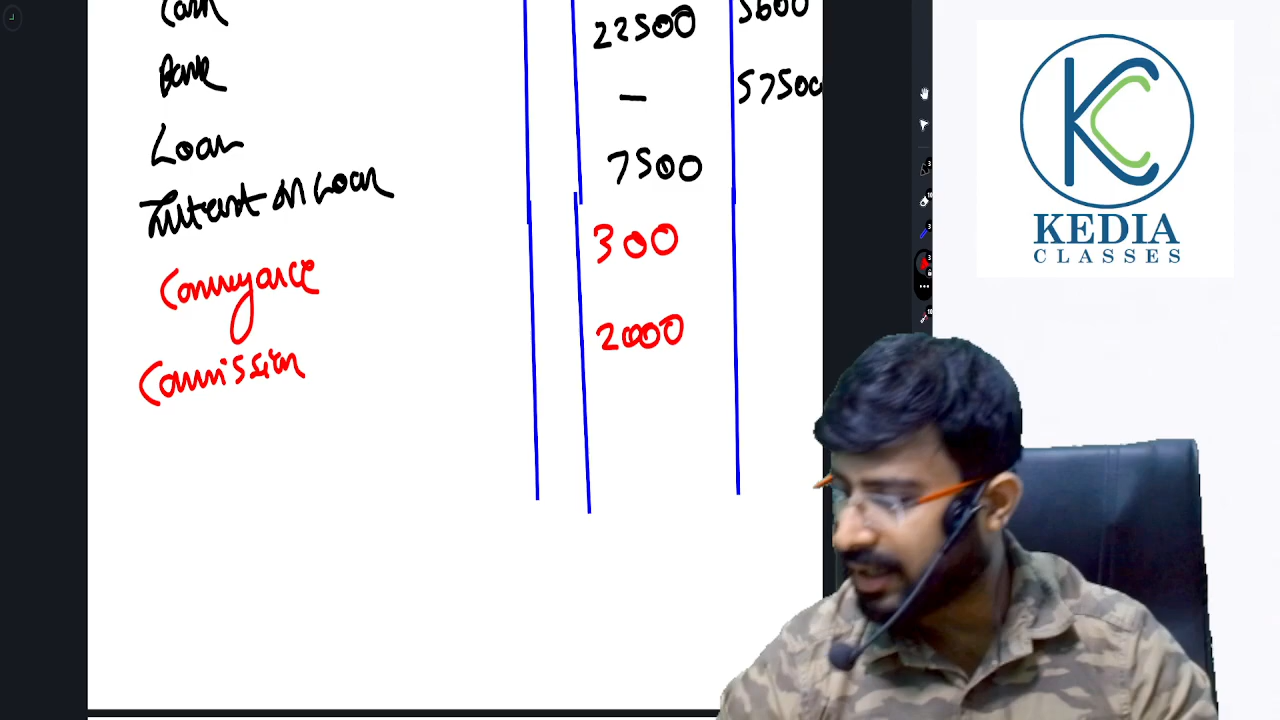 Cash 22500 5600
Bank — 57500
Loan 7500
Interest on Loan 300
Conveyance 2000
Commission
KEDIA
CLASSES